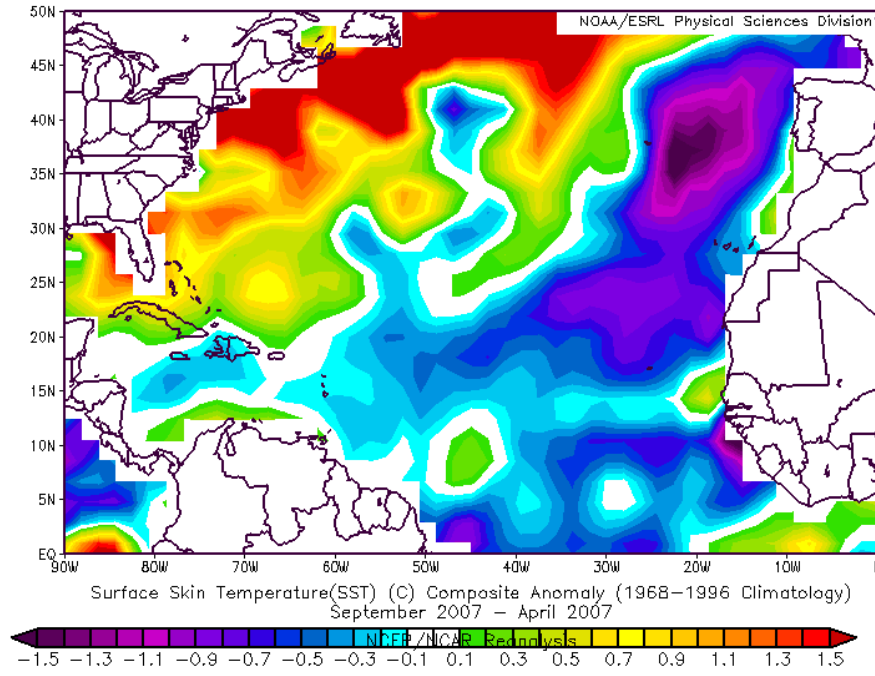 NOAA/ESRL Physical Sciences Division
50N
45N
40N
35N
30N
25N
20N
15N
10N
5N
EQ
90W 80W 70W 60W 50W 40W 30W 20W 10W 0
Surface Skin Temperature(SST) (C) Composite Anomaly (1968-1996 Climatology)
September 2007 - April 2007
NCEP/NCAR Reanalysis
-1.5 -1.3 -1.1 -0.9 -0.7 -0.5 -0.3 -0.1 0.1 0.3 0.5 0.7 0.9 1.1 1.3 1.5